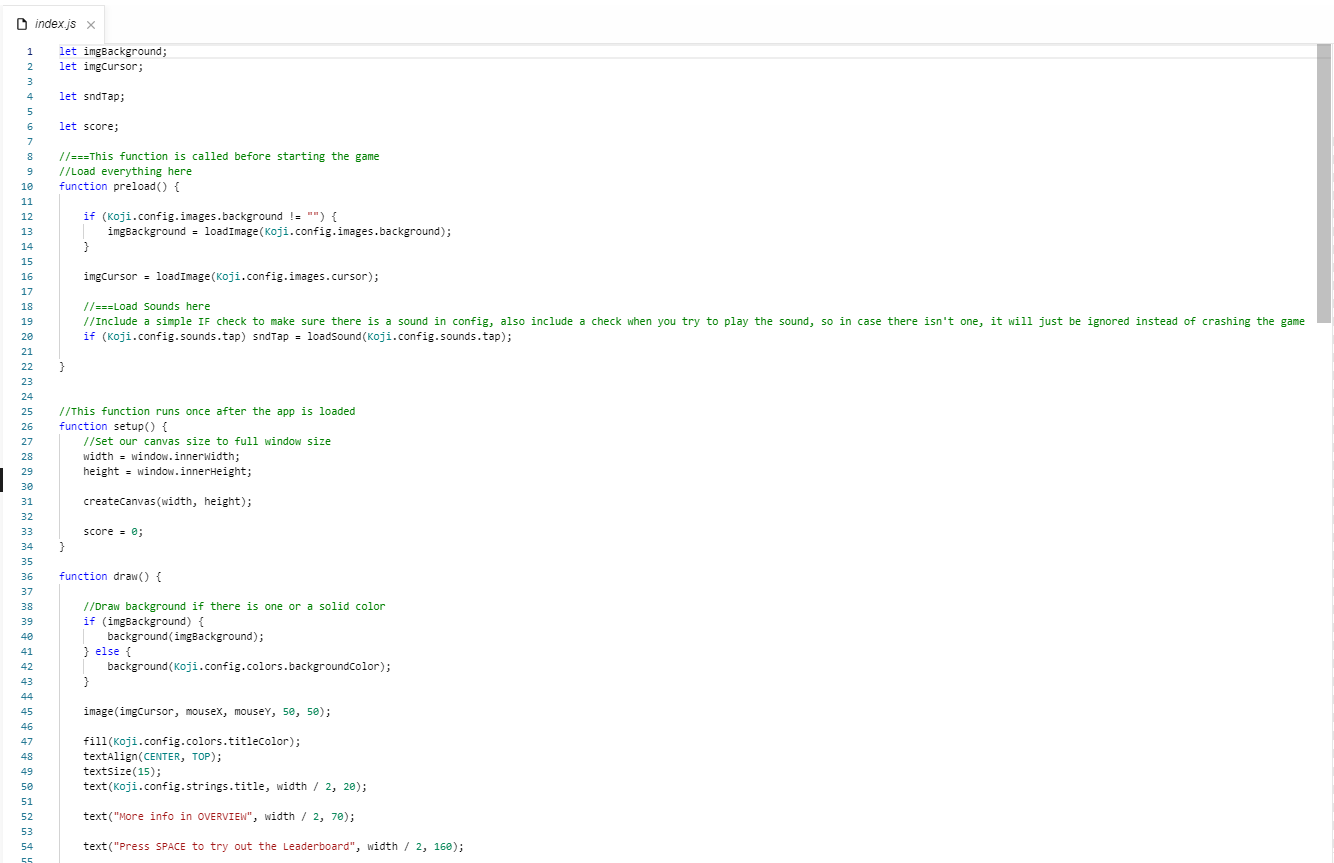 index.js
1 let imgBackground;
2 let imgCursor;
3
4 let sndTap;
5
6 let score;
7
8 //===This function is called before starting the game
9 //Load everything here
10 function preload() {
11
12     if (Koji.config.images.background != "") {
13         imgBackground = loadImage(Koji.config.images.background);
14     }
15
16     imgCursor = loadImage(Koji.config.images.cursor);
17
18     //===Load Sounds here
19     //Include a simple IF check to make sure there is a sound in config, also include a check when you try to play the sound, so in case there isn't one, it will just be ignored instead of crashing the game
20     if (Koji.config.sounds.tap) sndTap = loadSound(Koji.config.sounds.tap);
21
22 }
23
24
25 //This function runs once after the app is loaded
26 function setup() {
27     //Set our canvas size to full window size
28     width = window.innerWidth;
29     height = window.innerHeight;
30
31     createCanvas(width, height);
32
33     score = 0;
34 }
35
36 function draw() {
37
38     //Draw background if there is one or a solid color
39     if (imgBackground) {
40         background(imgBackground);
41     } else {
42         background(Koji.config.colors.backgroundColor);
43     }
44
45     image(imgCursor, mouseX, mouseY, 50, 50);
46
47     fill(Koji.config.colors.titleColor);
48     textAlign(CENTER, TOP);
49     textSize(15);
50     text(Koji.config.strings.title, width / 2, 20);
51
52     text("More info in OVERVIEW", width / 2, 70);
53
54     text("Press SPACE to try out the Leaderboard", width / 2, 160);
55